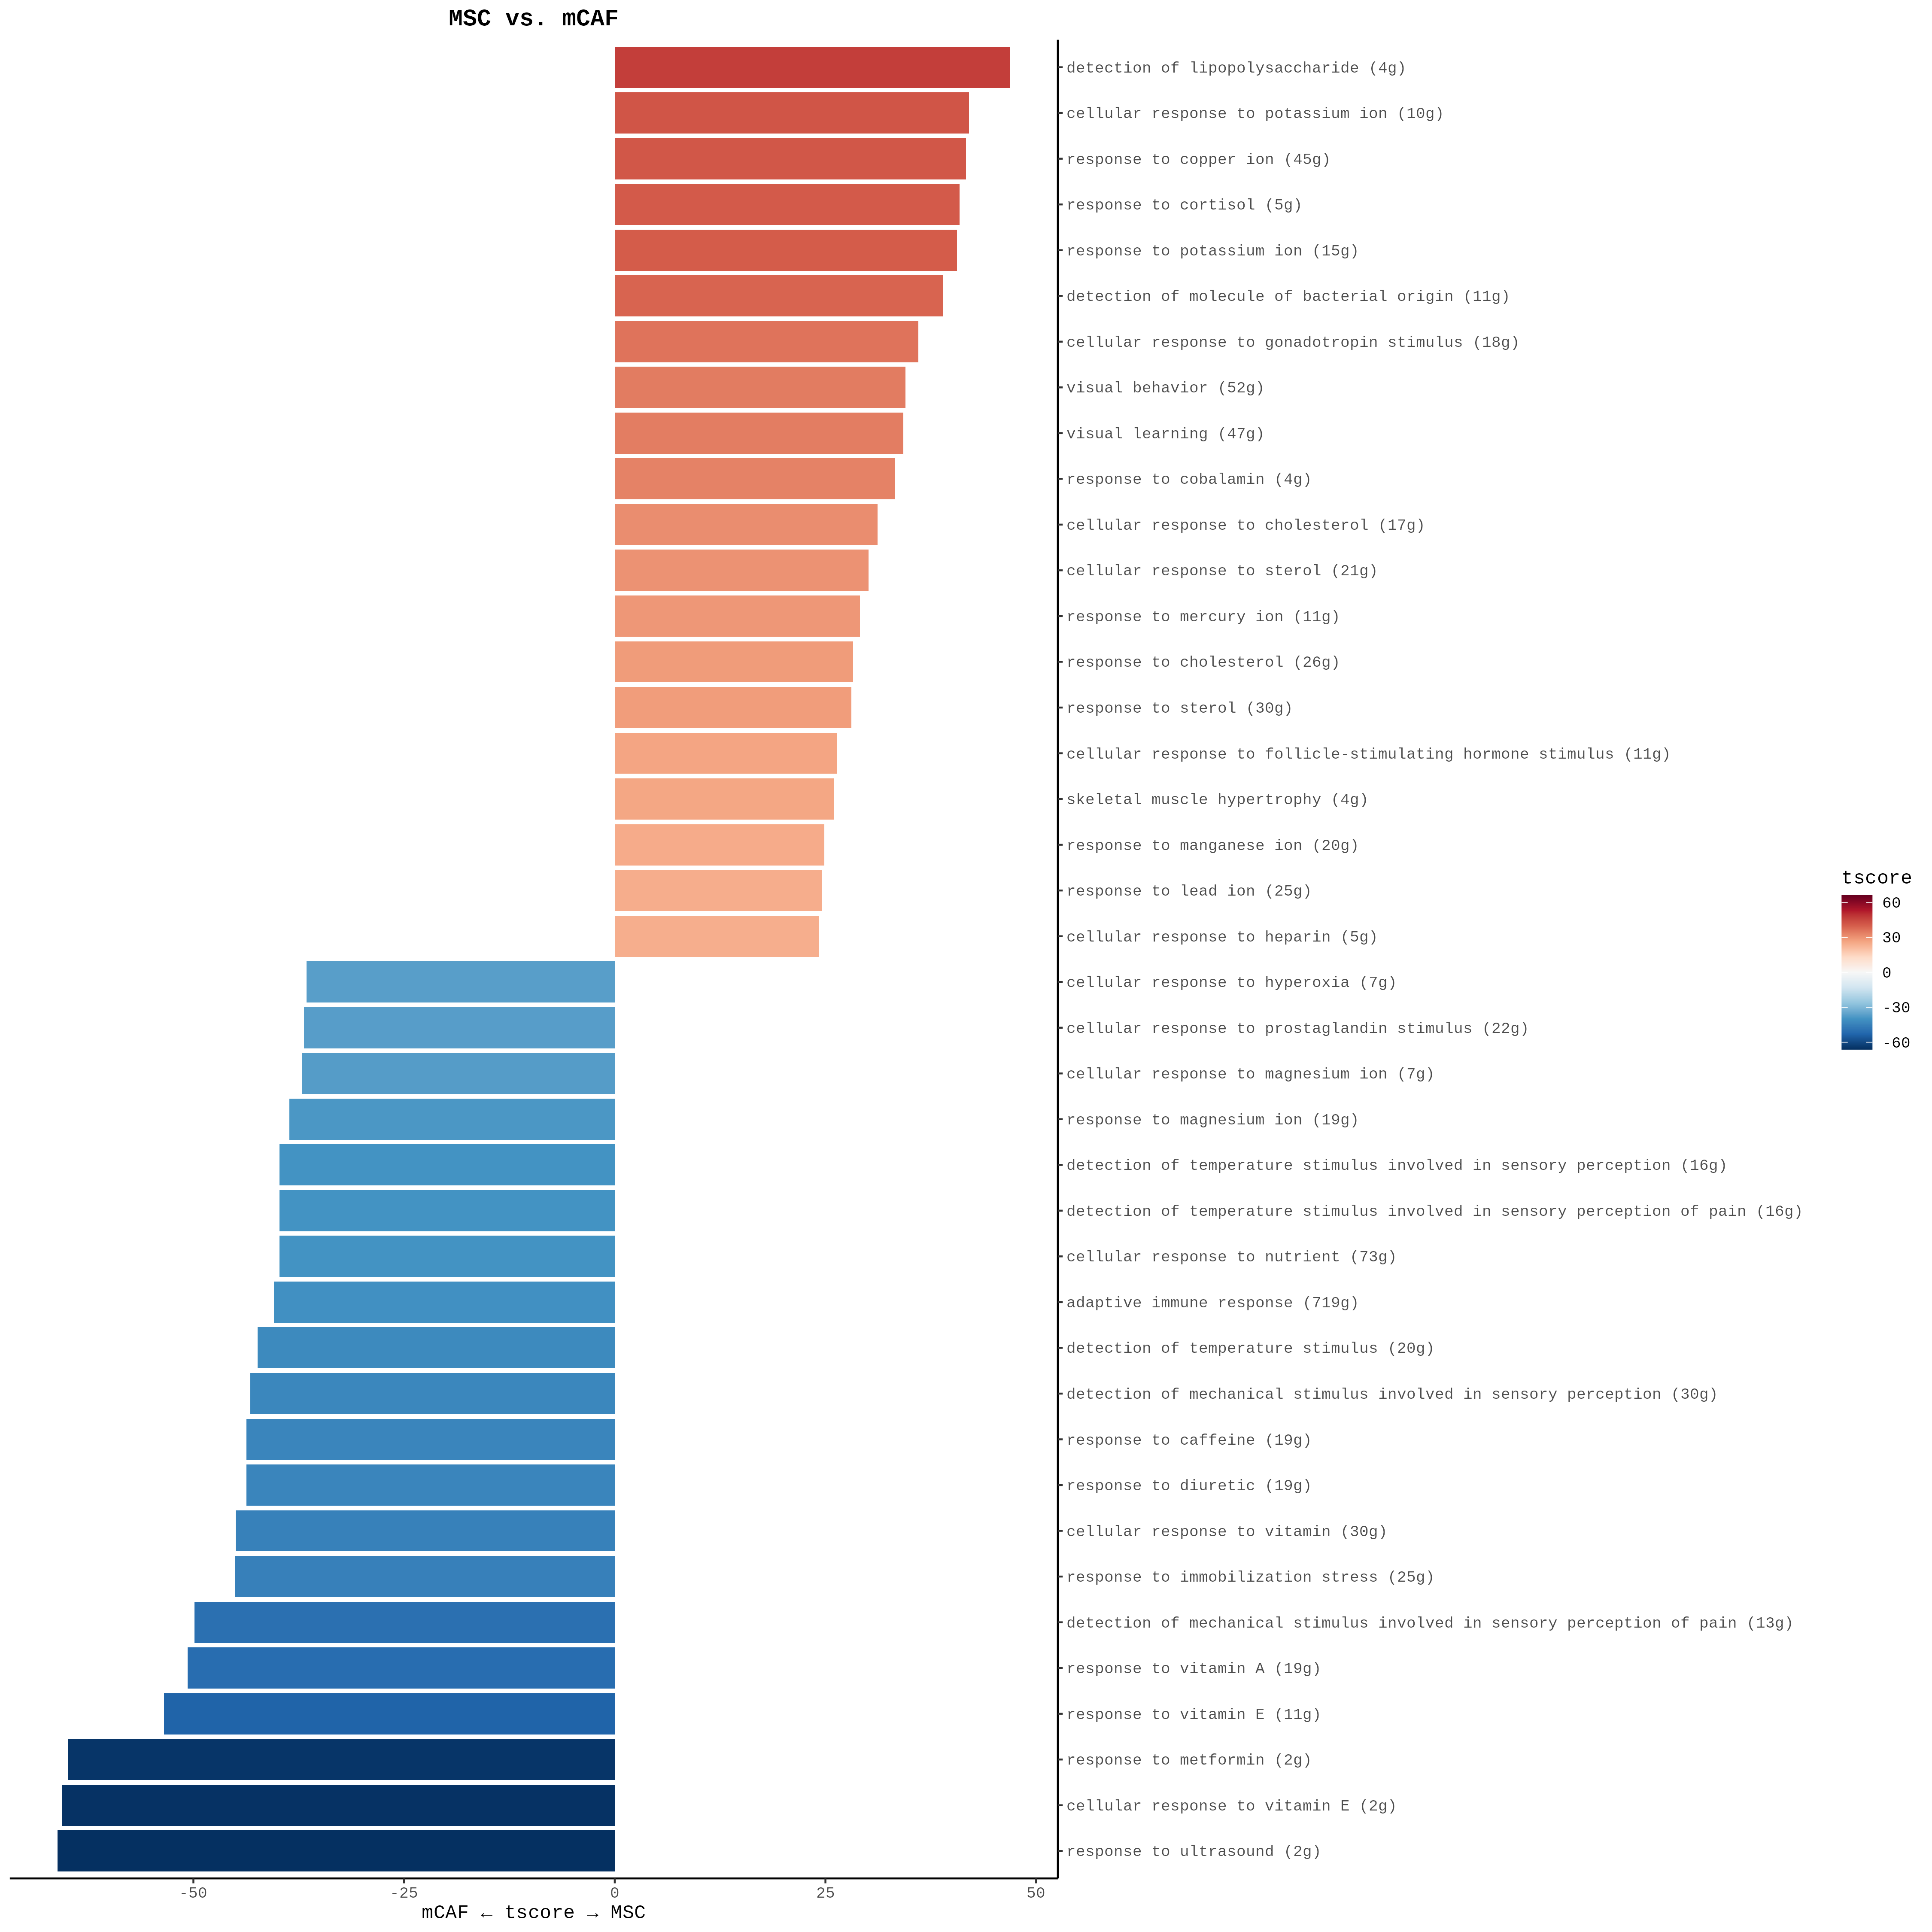 MSC vs. mCAF
detection of lipopolysaccharide (4g)
cellular response to potassium ion (10g)
response to copper ion (45g)
response to cortisol (5g)
response to potassium ion (15g)
detection of molecule of bacterial origin (11g)
cellular response to gonadotropin stimulus (18g)
visual behavior (52g)
visual learning (47g)
response to cobalamin (4g)
cellular response to cholesterol (17g)
cellular response to sterol (21g)
response to mercury ion (11g)
response to cholesterol (26g)
response to sterol (30g)
cellular response to follicle-stimulating hormone stimulus (11g)
skeletal muscle hypertrophy (4g)
response to manganese ion (20g)
response to lead ion (25g)
cellular response to heparin (5g)
cellular response to hyperoxia (7g)
cellular response to prostaglandin stimulus (22g)
cellular response to magnesium ion (7g)
response to magnesium ion (19g)
detection of temperature stimulus involved in sensory perception (16g)
detection of temperature stimulus involved in sensory perception of pain (16g)
cellular response to nutrient (73g)
adaptive immune response (719g)
detection of temperature stimulus (20g)
detection of mechanical stimulus involved in sensory perception (30g)
response to caffeine (19g)
response to diuretic (19g)
cellular response to vitamin (30g)
response to immobilization stress (25g)
detection of mechanical stimulus involved in sensory perception of pain (13g)
response to vitamin A (19g)
response to vitamin E (11g)
response to metformin (2g)
cellular response to vitamin E (2g)
response to ultrasound (2g)
-50 -25 0 25 50
mCAF ← tscore → MSC
tscore
60
30
0
-30
-60